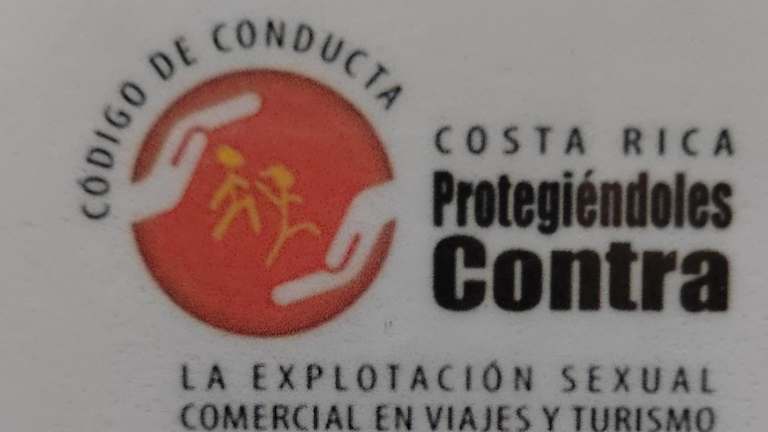 CÓDIGO DE CONDUCTA
COSTA RICA
Protegiéndoles
Contra
LA EXPLOTACIÓN SEXUAL
COMERCIAL EN VIAJES Y TURISMO